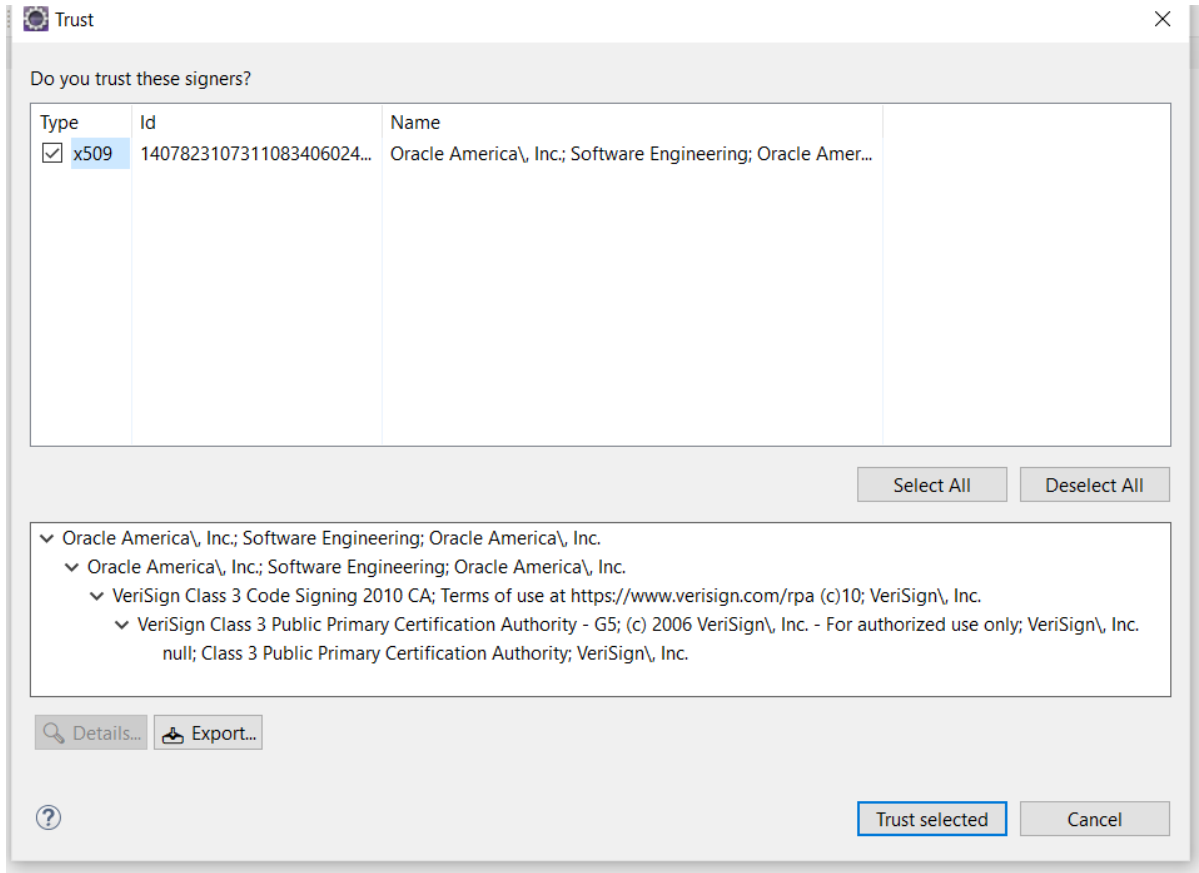 Trust
Do you trust these signers?
Type Id Name
x509 1407823107311083406024... Oracle America\, Inc.; Software Engineering; Oracle Amer...
Select All Deselect All
Oracle America\, Inc.; Software Engineering; Oracle America\, Inc.
Oracle America\, Inc.; Software Engineering; Oracle America\, Inc.
VeriSign Class 3 Code Signing 2010 CA; Terms of use at https://www.verisign.com/rpa (c)10; VeriSign\, Inc.
VeriSign Class 3 Public Primary Certification Authority - G5; (c) 2006 VeriSign\, Inc. - For authorized use only; VeriSign\, Inc.
null; Class 3 Public Primary Certification Authority; VeriSign\, Inc.
Details... Export...
? Trust selected Cancel